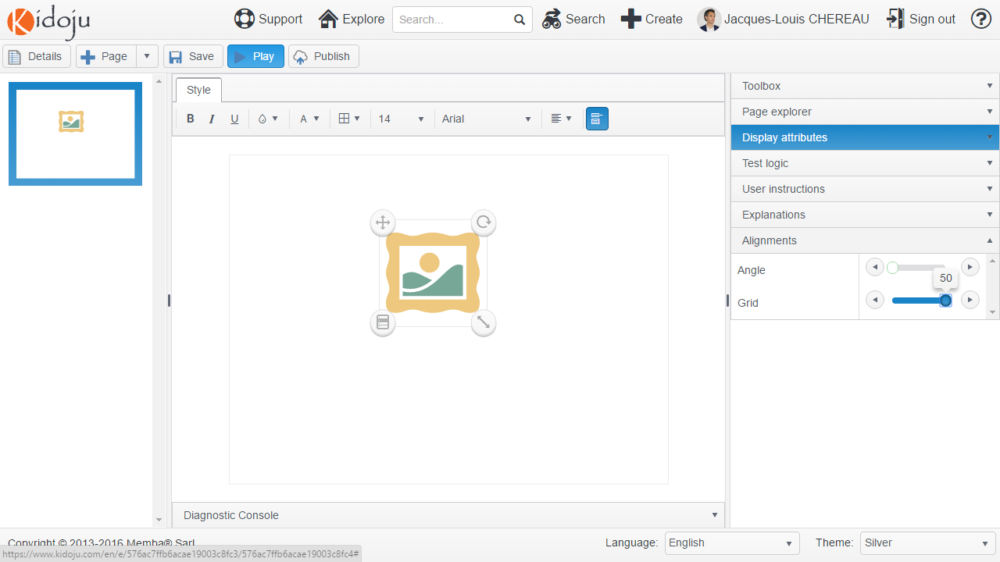 Kidoju
Support
Explore
Search...
Search
Create
Jacques-Louis CHEREAU
Sign out
Details
Page
Save
Play
Publish
Style
B I U A 14 Arial
Toolbox
Page explorer
Display attributes
Test logic
User instructions
Explanations
Alignments
Angle
50
Grid
Diagnostic Console
Copyright © 2013-2016 Memba® Sarl
Language: English
Theme: Silver
https://www.kidoju.com/en/e/576ac7ffb6acae19003c8fc3/576ac7ffb6acae19003c8fc4#